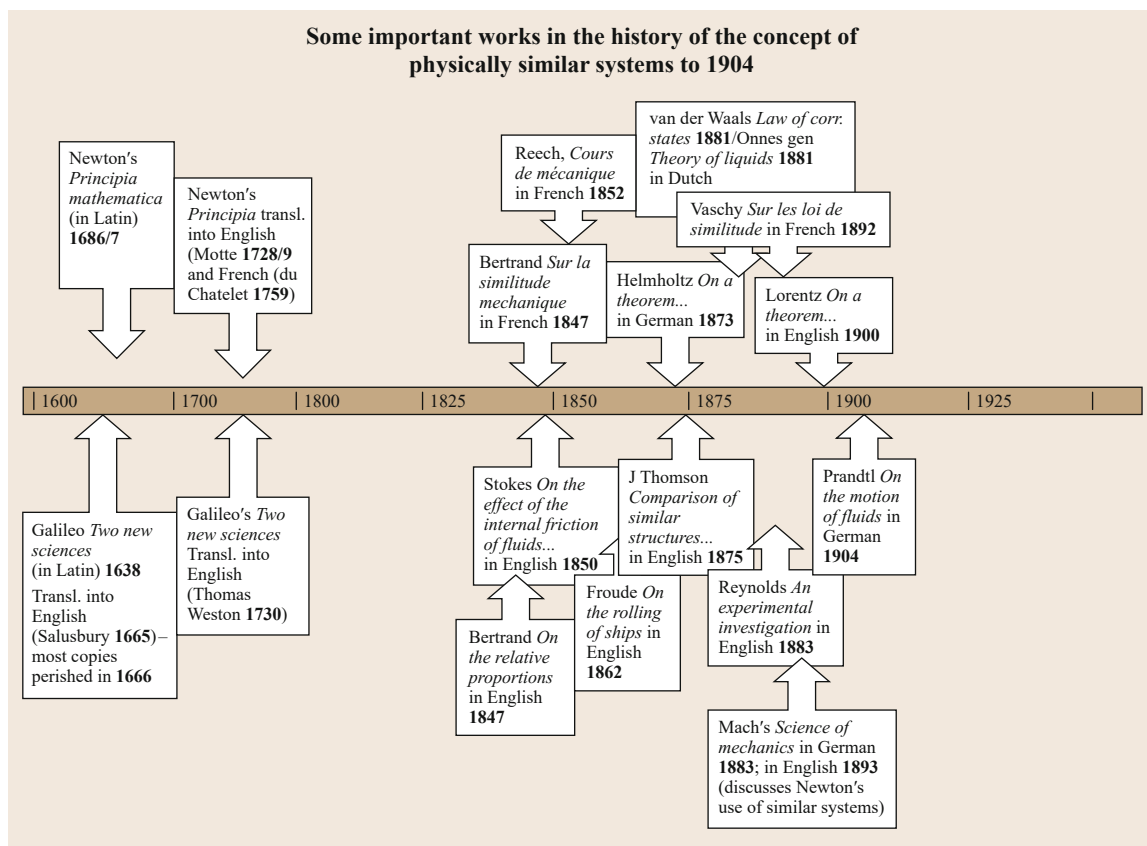 Some important works in the history of the concept of
physically similar systems to 1904
Newton's
Principia
mathematica
(in Latin)
1686/7
Newton's
Principia transl.
into English
(Motte 1728/9
and French (du
Chatelet 1759)
Reech, Cours
de mécanique
in French 1852
van der Waals Law of corr.
states 1881/Onnes gen
Theory of liquids 1881
in Dutch
Vaschy Sur les loi de
similitude in French 1892
Bertrand Sur la
similitude
mechanique
in French 1847
Helmholtz On a
theorem...
in German 1873
Lorentz On a
theorem...
in English 1900
1600
1700
1800
1825
1850
1875
1900
1925
Galileo Two new
sciences
(in Latin) 1638
Transl. into
English
(Salusbury 1665)–
most copies
perished in 1666
Galileo's Two
new sciences
Transl. into
English
(Thomas
Weston 1730)
Stokes On the
effect of the
internal friction
of fluids...
in English 1850
J Thomson
Comparison of
similar
structures...
in English 1875
Prandtl On
the motion
of fluids in
German
1904
Bertrand On
the relative
proportions
in English
1847
Froude On
the rolling
of ships in
English
1862
Reynolds An
experimental
investigation in
English 1883
Mach's Science of
mechanics in German
1883; in English 1893
(discusses Newton's
use of similar systems)